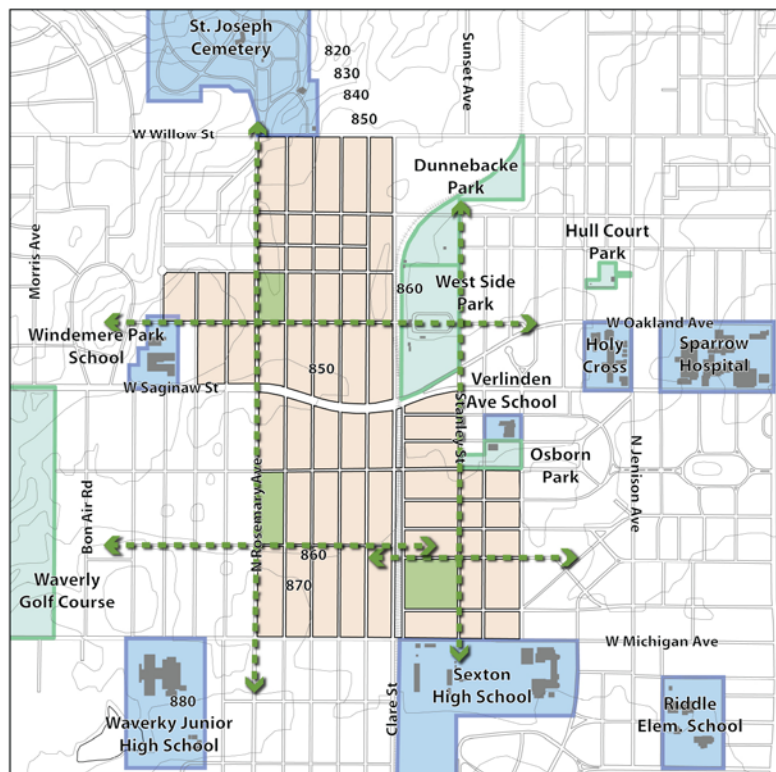 St. Joseph
Cemetery
820
830
840
850
Sunset Ave
W Willow St
Dunnebacke
Park
Morris Ave
Hull Court
Park
860
West Side
Park
Windemere Park
School
W Oakland Ave
Holy
Cross
Sparrow
Hospital
850
W Saginaw St
Verlinden
Ave School
Stanley St
Osborn
Park
N Jenison Ave
Bon Air Rd
N Rosemary Ave
860
870
Waverly
Golf Course
W Michigan Ave
Clare St
Sexton
High School
880
Waverky Junior
High School
Riddle
Elem. School